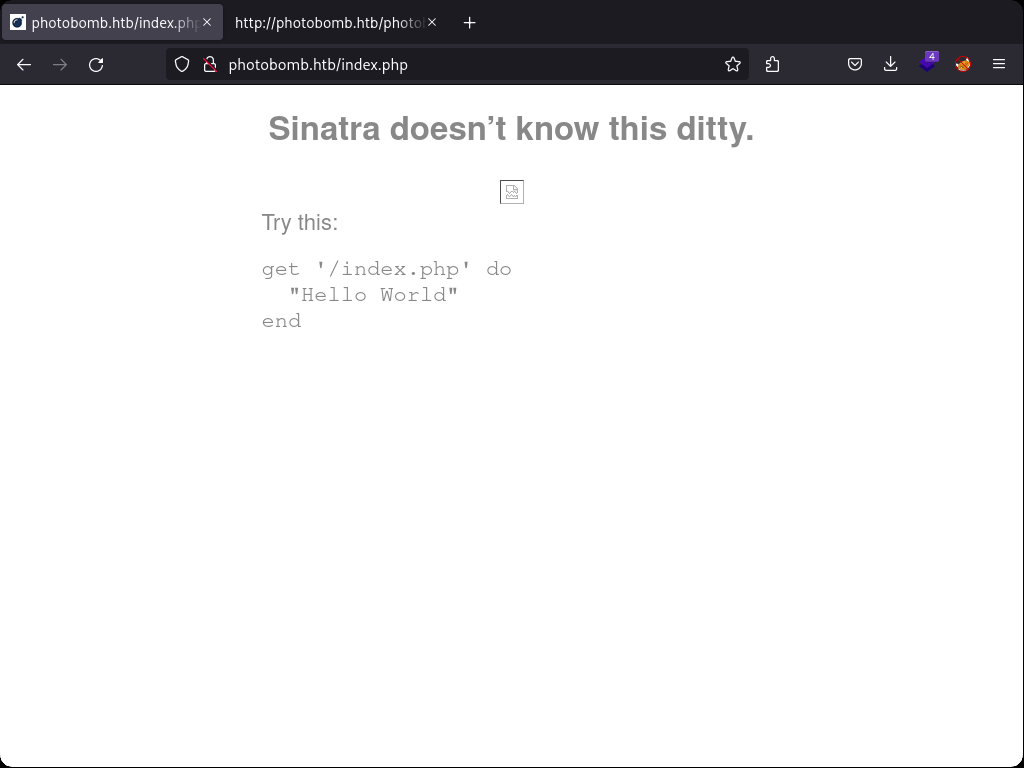 photobomb.htb/index.php
http://photobomb.htb/photo
photobomb.htb/index.php
4
Sinatra doesn’t know this ditty.
Try this:
get '/index.php' do
  "Hello World"
end